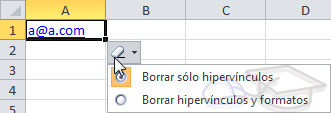 A B C D
1 a@a.com
2
3 Borrar sólo hipervínculos
4 Borrar hipervínculos y formatos
5